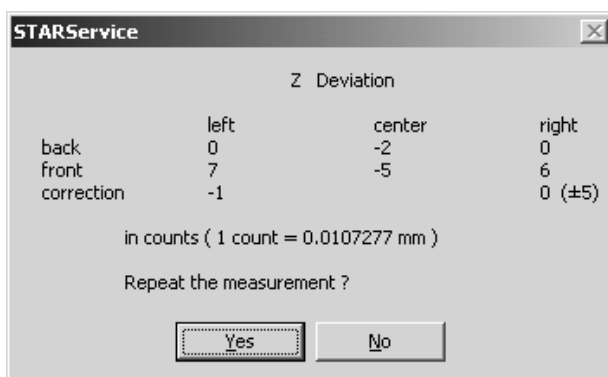 STARService
Z Deviation
left center right
back 0 -2 0
front 7 -5 6
correction -1 0 (±5)
in counts ( 1 count = 0.0107277 mm )
Repeat the measurement ?
Yes No